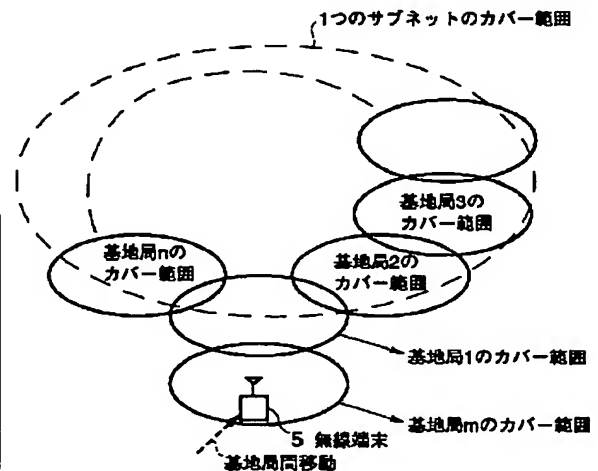 1つのサブネットのカバー範囲
基地局3の
カバー範囲
基地局nの
カバー範囲
基地局2の
カバー範囲
基地局1のカバー範囲
基地局mのカバー範囲
5 無線端末
基地局間移動